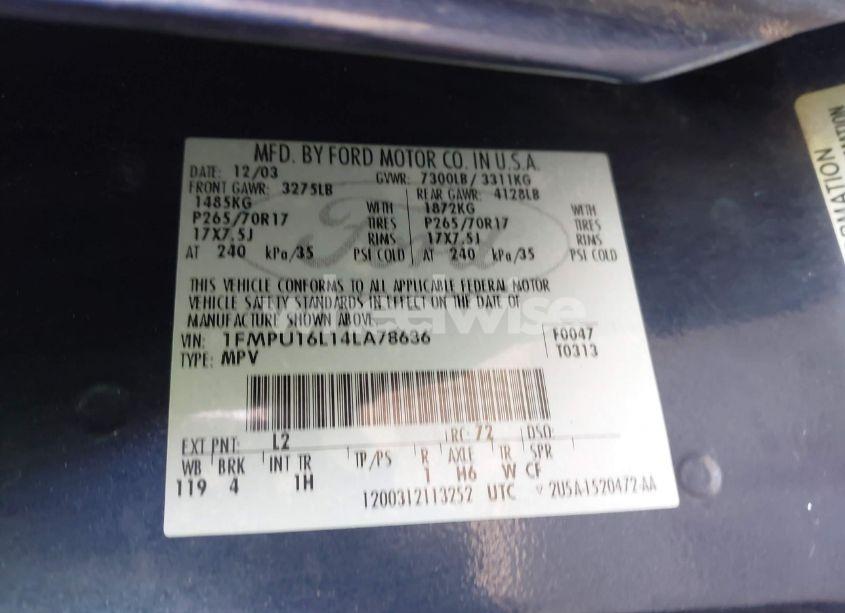 MFD. BY FORD MOTOR CO. IN U.S.A.
DATE: 12/03 GVWR: 7300LB / 3311KG
FRONT GAWR: 3275LB REAR GAWR: 4128LB
1485KG WITH 1872KG WITH
P265/70R17 TIRES P265/70R17 TIRES
17X7.5J RIMS 17X7.5J RIMS
AT 240 kPa/35 PSI COLD AT 240 kPa/35 PSI COLD
THIS VEHICLE CONFORMS TO ALL APPLICABLE FEDERAL MOTOR
VEHICLE SAFETY STANDARDS IN EFFECT ON THE DATE OF
MANUFACTURE SHOWN ABOVE.
VIN: 1FMPU16L14LA78636 F0047
TYPE: MPV T0313
EXT PNT: L2 RC: 72 DSO:
WB BRK INT TR TP/PS R AXLE TR SPR
119 4 1H 1 H6 W CF
1200312113252 UTC 2U5A-1520472-AA
Ford
wheelwise